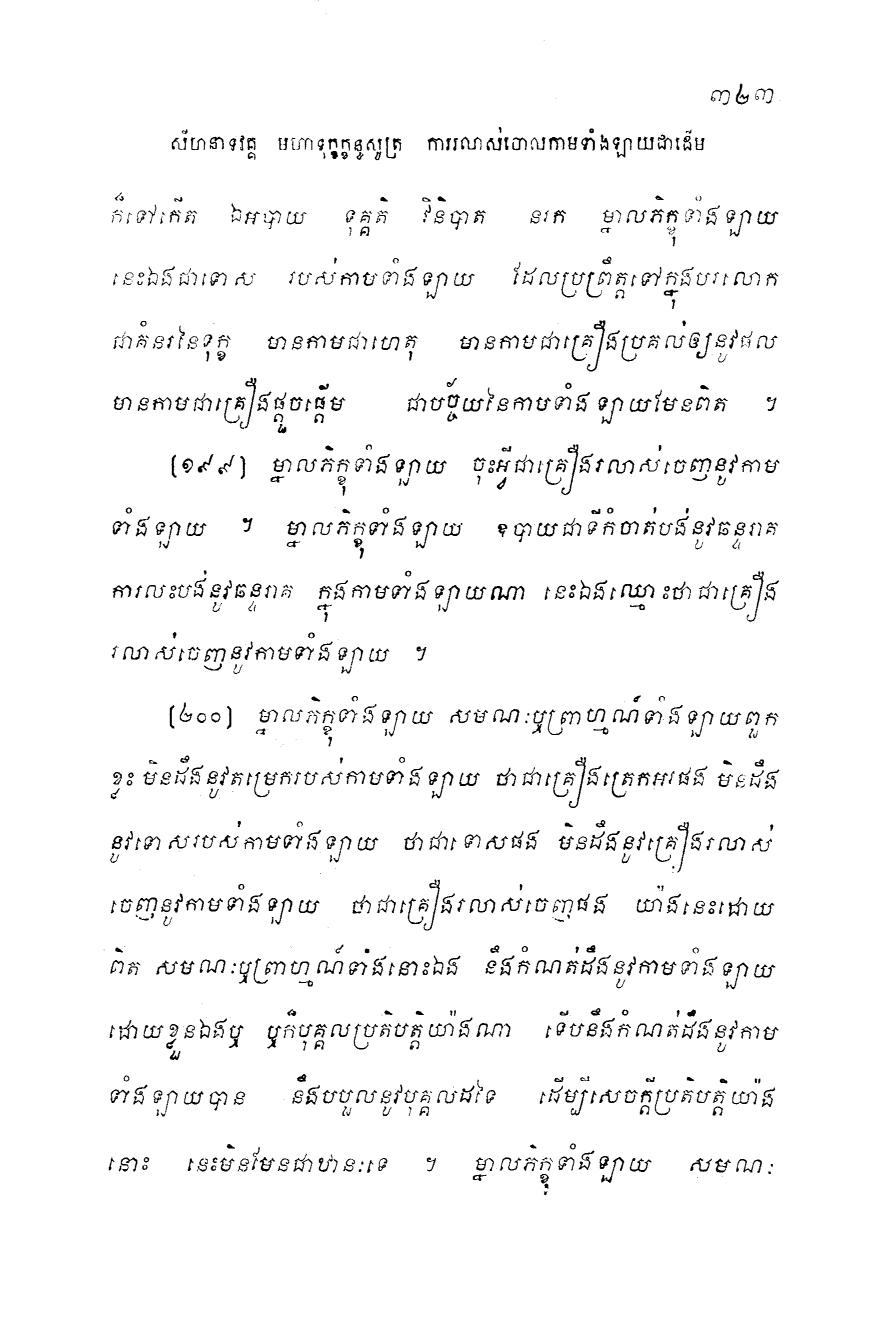 ៣២៣
សីហនាទវគ្គ មហាទុក្ខក្ខន្ធសូត្រ ការរលាស់ចោលកាមទាំងឡាយជាដើម
ក៏ទៅកើត ឯអបាយ ទុគ្គតិ វិនិបាត នរក ម្នាលភិក្ខុទាំងឡាយ
នេះឯងជាទោស របស់កាមទាំងឡាយ ដែលប្រព្រឹត្តទៅក្នុងបរលោក
ជាគំនរនៃទុក្ខ មានកាមជាហេតុ មានកាមជាគ្រឿងប្រគល់ឲ្យនូវផល
មានកាមជាគ្រឿងផ្តួចផ្តើម ជាបច្ច័យនៃកាមទាំងឡាយមែនពិត ។
(១៩៩) ម្នាលភិក្ខុទាំងឡាយ ចុះអ្វីជាគ្រឿងរលាស់ចេញនូវកាម
ទាំងឡាយ ។ ម្នាលភិក្ខុទាំងឡាយ ឧបាយជាទីកំចាត់បង់នូវឆន្ទរាគ
ការលះបង់នូវឆន្ទរាគ ក្នុងកាមទាំងឡាយណា នេះឯងឈ្មោះថាជាគ្រឿង
រលាស់ចេញនូវកាមទាំងឡាយ ។
(២០០) ម្នាលភិក្ខុទាំងឡាយ សមណៈឬព្រាហ្មណ៍ទាំងឡាយពួក
ខ្លះ មិនដឹងនូវតម្រេករបស់កាមទាំងឡាយ ថាជាគ្រឿងត្រេកអរផង មិនដឹង
នូវទោសរបស់កាមទាំងឡាយ ថាជាទោសផង មិនដឹងនូវគ្រឿងរលាស់
ចេញនូវកាមទាំងឡាយ ថាជាគ្រឿងរលាស់ចេញផង យ៉ាងនេះដោយ
ពិត សមណៈឬព្រាហ្មណ៍ទាំងនោះឯង នឹងកំណត់ដឹងនូវកាមទាំងឡាយ
ដោយខ្លួនឯងឬ ឬក៏បុគ្គលប្រតិបត្តិយ៉ាងណា ទើបនឹងកំណត់ដឹងនូវកាម
ទាំងឡាយបាន នឹងបបួលនូវបុគ្គលដទៃ ដើម្បីសេចក្តីប្រតិបត្តិយ៉ាង
នោះ នេះមិនមែនជាឋានៈទេ ។ ម្នាលភិក្ខុទាំងឡាយ សមណៈ